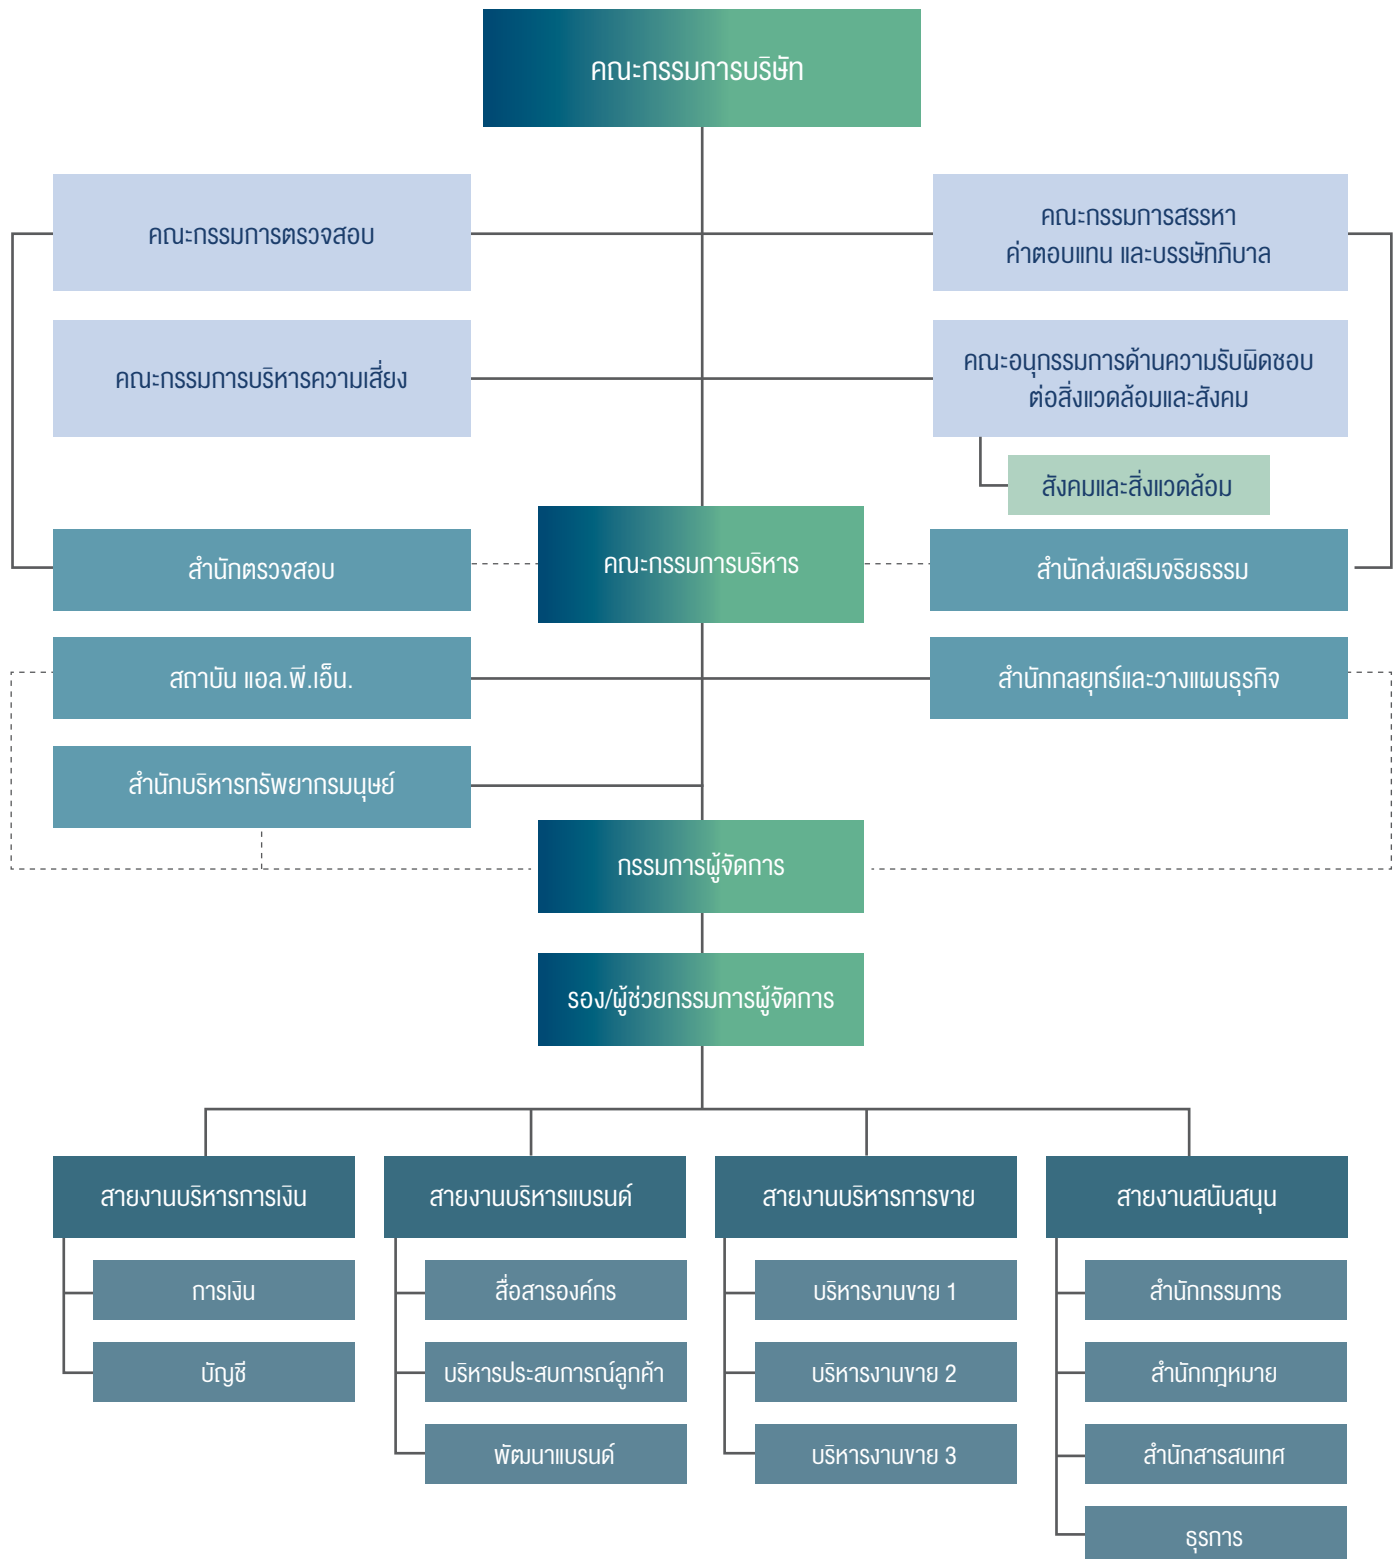 คณะกรรมการบริษัท
คณะกรรมการตรวจสอบ
คณะกรรมการสรรหา
ค่าตอบแทน และบรรษัทภิบาล
คณะกรรมการบริหารความเสี่ยง
คณะอนุกรรมการด้านความรับผิดชอบ
ต่อสิ่งแวดล้อมและสังคม
สังคมและสิ่งแวดล้อม
สำนักตรวจสอบ
คณะกรรมการบริหาร
สำนักส่งเสริมจริยธรรม
สถาบัน แอล.พี.เอ็น.
สำนักกลยุทธ์และวางแผนธุรกิจ
สำนักบริหารทรัพยากรมนุษย์
กรรมการผู้จัดการ
รอง/ผู้ช่วยกรรมการผู้จัดการ
สายงานบริหารการเงิน
สายงานบริหารแบรนด์
สายงานบริหารการขาย
สายงานสนับสนุน
การเงิน
สื่อสารองค์กร
บริหารงานขาย 1
สำนักกรรมการ
บัญชี
บริหารประสบการณ์ลูกค้า
บริหารงานขาย 2
สำนักกฎหมาย
พัฒนาแบรนด์
บริหารงานขาย 3
สำนักสารสนเทศ
ธุรการ